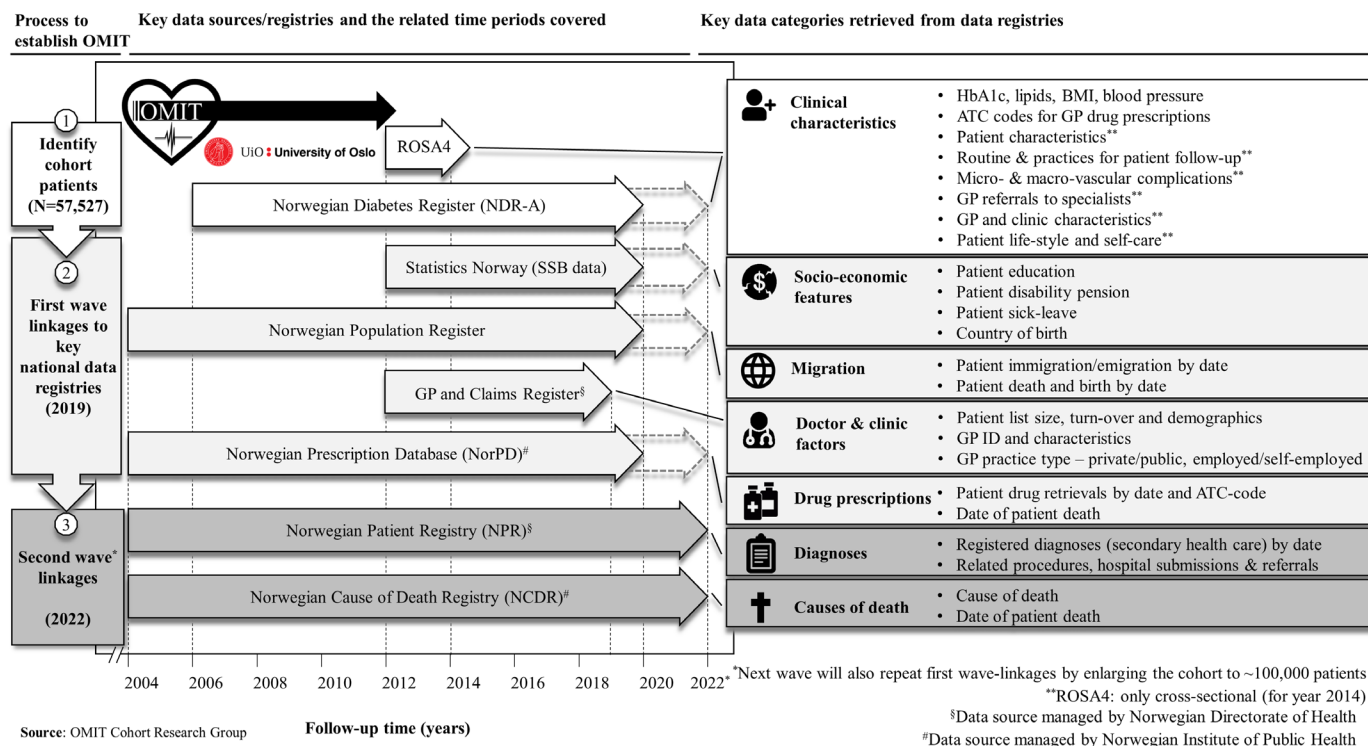 Process to
establish OMIT
Key data sources/registries and the related time periods covered
Key data categories retrieved from data registries
1
Identify
cohort
patients
(N=57,527)
2
First wave
linkages to
key
national data
registries
(2019)
3
Second wave*
linkages
(2022)
OMIT
UiO : University of Oslo
ROSA4
Norwegian Diabetes Register (NDR-A)
Statistics Norway (SSB data)
Norwegian Population Register
GP and Claims Register§
Norwegian Prescription Database (NorPD)#
Norwegian Patient Registry (NPR)§
Norwegian Cause of Death Registry (NCDR)#
2004 2006 2008 2010 2012 2014 2016 2018 2020 2022*
Follow-up time (years)
Clinical
characteristics
• HbA1c, lipids, BMI, blood pressure
• ATC codes for GP drug prescriptions
• Patient characteristics**
• Routine & practices for patient follow-up**
• Micro- & macro-vascular complications**
• GP referrals to specialists**
• GP and clinic characteristics**
• Patient life-style and self-care**
$
Socio-economic
features
• Patient education
• Patient disability pension
• Patient sick-leave
• Country of birth
Migration
• Patient immigration/emigration by date
• Patient death and birth by date
Doctor & clinic
factors
• Patient list size, turn-over and demographics
• GP ID and characteristics
• GP practice type – private/public, employed/self-employed
Drug prescriptions
• Patient drug retrievals by date and ATC-code
• Date of patient death
Diagnoses
• Registered diagnoses (secondary health care) by date
• Related procedures, hospital submissions & referrals
Causes of death
• Cause of death
• Date of patient death
*Next wave will also repeat first wave-linkages by enlarging the cohort to ~100,000 patients
**ROSA4: only cross-sectional (for year 2014)
§Data source managed by Norwegian Directorate of Health
#Data source managed by Norwegian Institute of Public Health
Source: OMIT Cohort Research Group